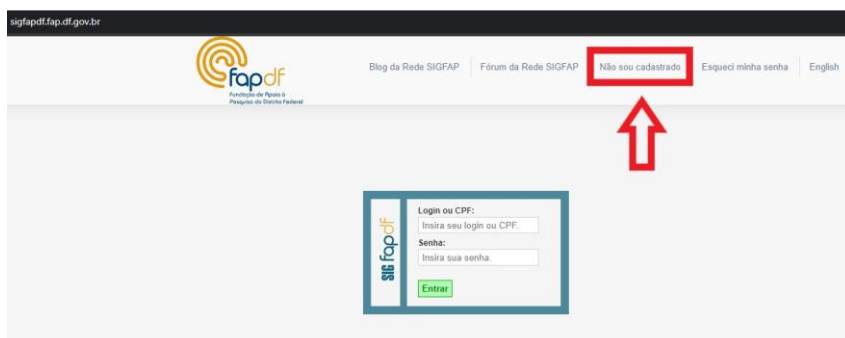 sigfapdf.fap.df.gov.br
fapdf
Fundação de Apoio à
Pesquisa do Distrito Federal
Blog da Rede SIGFAP
Fórum da Rede SIGFAP
Não sou cadastrado
Esqueci minha senha
English
SIG fapdf
Login ou CPF:
Insira seu login ou CPF.
Senha:
Insira sua senha.
Entrar